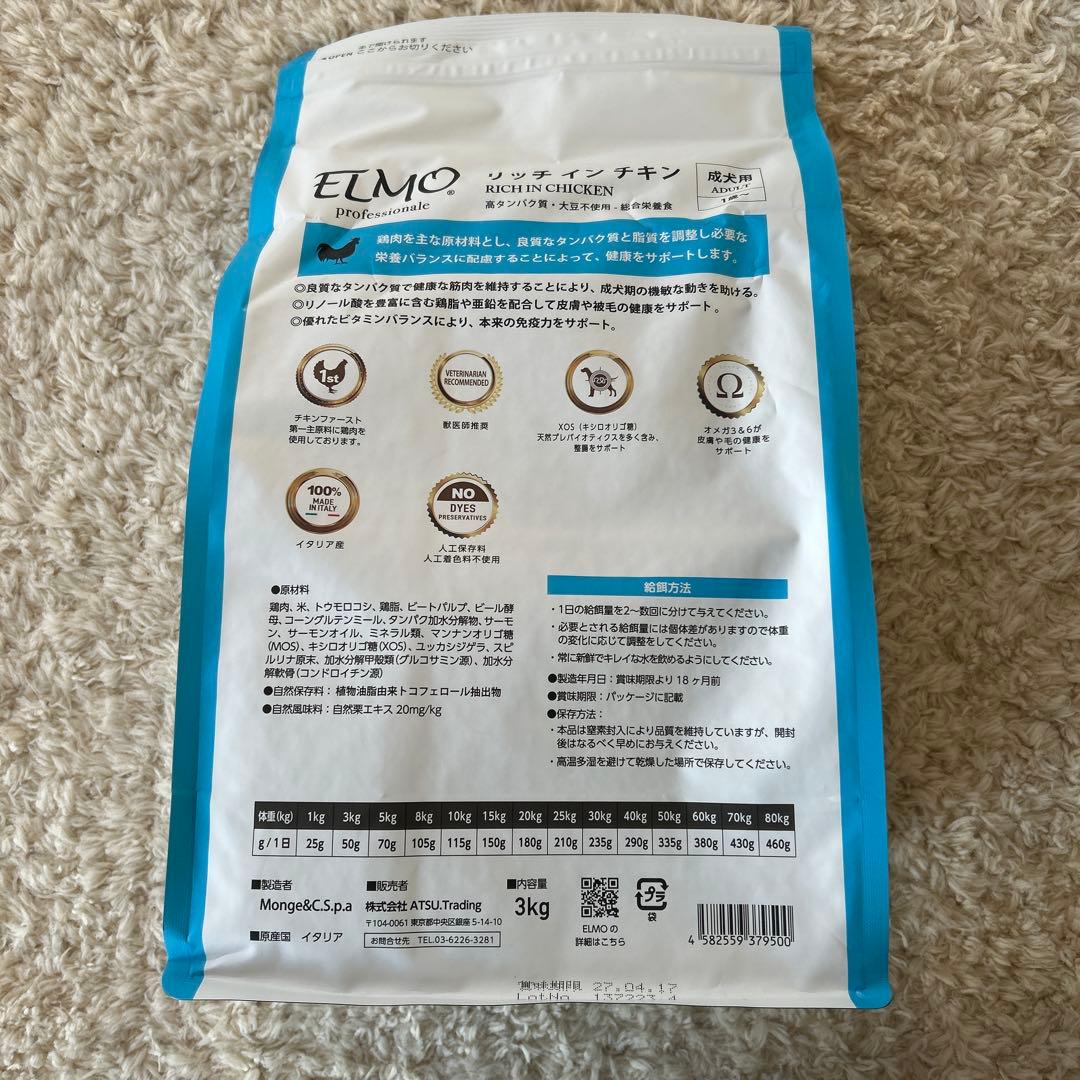 ◀OPEN 手で開けられます
ここからお切りください
ELMO®
professionale
リッチ イン チキン
RICH IN CHICKEN
高タンパク質・大豆不使用 - 総合栄養食
成犬用
ADULT
1歳～
鶏肉を主な原材料とし、良質なタンパク質と脂質を調整し必要な
栄養バランスに配慮することによって、健康をサポートします。
◎良質なタンパク質で健康な筋肉を維持することにより、成犬期の機敏な動きを助ける。
◎リノール酸を豊富に含む鶏脂や亜鉛を配合して皮膚や被毛の健康をサポート。
◎優れたビタミンバランスにより、本来の免疫力をサポート。
1st
チキンファースト
第一主原料に鶏肉を
使用しております。
VETERINARIAN
RECOMMENDED
獣医師推奨
XOS（キシロオリゴ糖）
天然プレバイオティクスを多く含み、
整腸をサポート
Ω
オメガ3＆6が
皮膚や毛の健康を
サポート
100%
MADE
IN ITALY
イタリア産
NO
DYES
PRESERVATIVES
人工保存料
人工着色料不使用
●原材料
鶏肉、米、トウモロコシ、鶏脂、ビートパルプ、ビール酵
母、コーングルテンミール、タンパク加水分解物、サーモ
ン、サーモンオイル、ミネラル類、マンナンオリゴ糖
(MOS)、キシロオリゴ糖(XOS)、ユッカシジゲラ、スピ
ルリナ原末、加水分解甲殻類(グルコサミン源)、加水分
解軟骨(コンドロイチン源)
●自然保存料：植物油脂由来トコフェロール抽出物
●自然風味料：自然栗エキス 20mg/kg
給餌方法
・1日の給餌量を2～数回に分けて与えてください。
・必要とされる給餌量には個体差がありますので体重
の変化に応じて調整をしてください。
・常に新鮮でキレイな水を飲めるようにしてください。
●製造年月日：賞味期限より18ヶ月前
●賞味期限：パッケージに記載
●保存方法：
・本品は窒素封入により品質を維持していますが、開封
後はなるべく早めにお与えください。
・高温多湿を避けて乾燥した場所で保存してください。
体重(kg) 1kg 3kg 5kg 8kg 10kg 15kg 20kg 25kg 30kg 40kg 50kg 60kg 70kg 80kg
g/1日 25g 50g 70g 105g 115g 150g 180g 210g 235g 290g 335g 380g 430g 460g
■製造者
Monge&C.S.p.a
■原産国 イタリア
■販売者
株式会社 ATSU.Trading
〒104-0061 東京都中央区銀座 5-14-10
お問合せ先 TEL.03-6226-3281
■内容量
3kg
ELMO の
詳細はこちら
プラ
袋
4 582559 379500
賞味期限 27.04.17
LotNo 137223 4